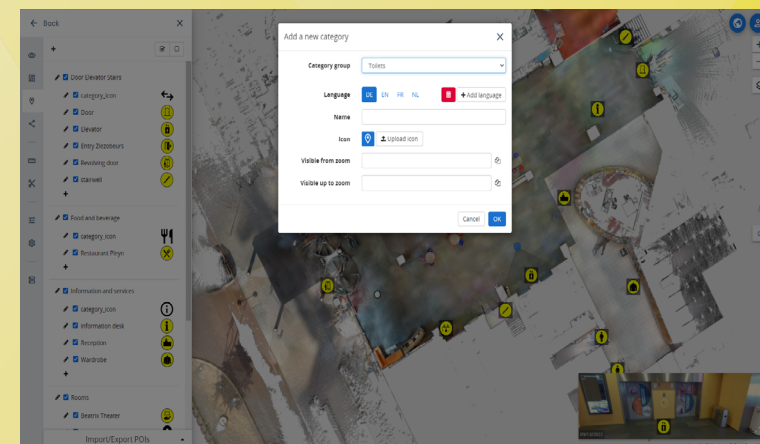 Back
Door Elevator Stairs
category_icon
Door
Elevator
Entry Zirzobeurs
Revolving door
stairwell
Food and beverage
category_icon
Restaurant Pleyn
Information and services
category_icon
Information desk
Reception
Wardrobe
Rooms
Beatrix Theater
Import/Export POIs
Add a new category
Category group Toilets
Language DE EN FR NL Add language
Name
Icon Upload icon
Visible from zoom
Visible up to zoom
Cancel OK